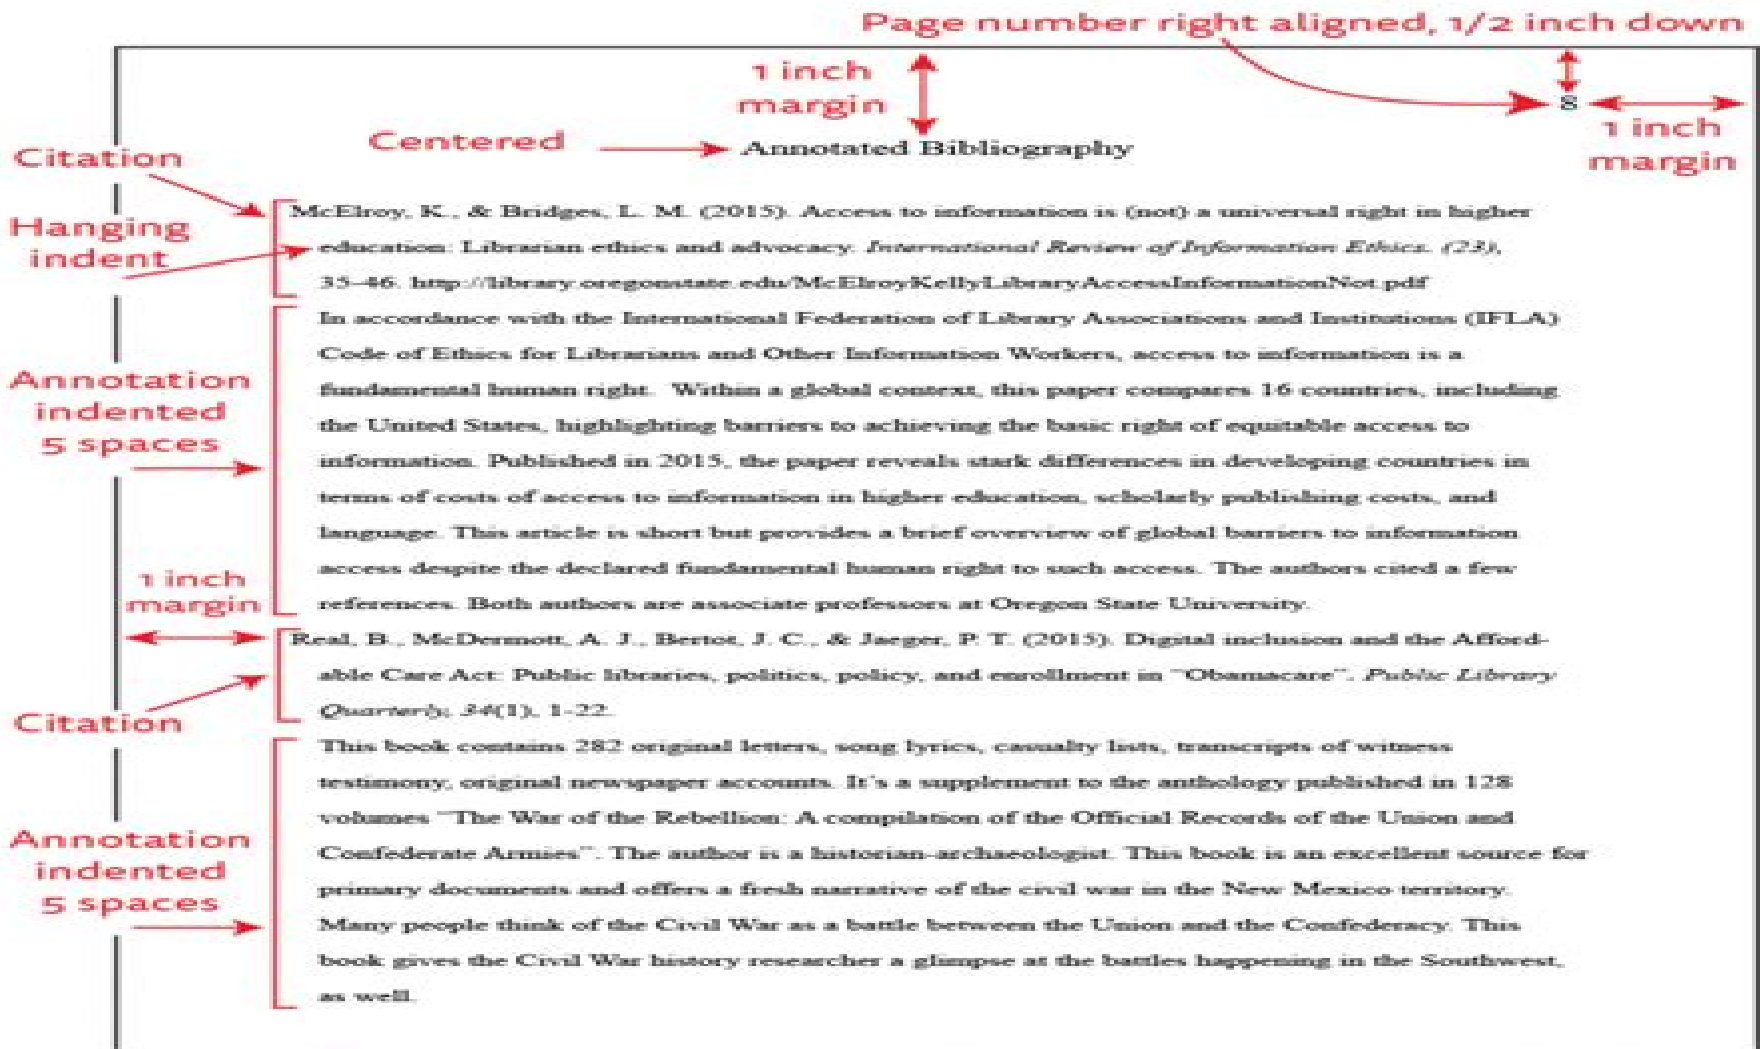 Page number right aligned, 1/2 inch down
1 inch
margin
8
1 inch
margin
Centered
Annotated Bibliography
Citation
Hanging
indent
McElroy, K., & Bridges, L. M. (2015). Access to information is (not) a universal right in higher
education: Librarian ethics and advocacy. International Review of Information Ethics. (23),
35-46. http://library.oregonstate.edu/McElroyKellyLibraryAccessInformationNot.pdf
Annotation
indented
5 spaces
In accordance with the International Federation of Library Associations and Institutions (IFLA)
Code of Ethics for Librarians and Other Information Workers, access to information is a
fundamental human right. Within a global context, this paper compares 16 countries, including
the United States, highlighting barriers to achieving the basic right of equitable access to
information. Published in 2015, the paper reveals stark differences in developing countries in
terms of costs of access to information in higher education, scholarly publishing costs, and
language. This article is short but provides a brief overview of global barriers to information
access despite the declared fundamental human right to such access. The authors cited a few
references. Both authors are associate professors at Oregon State University.
1 inch
margin
Citation
Real, B., McDermott, A. J., Bertot, J. C., & Jaeger, P. T. (2015). Digital inclusion and the Afford-
able Care Act: Public libraries, politics, policy, and enrollment in "Obamacare". Public Library
Quarterly, 34(1), 1-22.
Annotation
indented
5 spaces
This book contains 282 original letters, song lyrics, casualty lists, transcripts of witness
testimony, original newspaper accounts. It's a supplement to the anthology published in 128
volumes "The War of the Rebellion: A compilation of the Official Records of the Union and
Confederate Armies". The author is a historian-archaeologist. This book is an excellent source for
primary documents and offers a fresh narrative of the civil war in the New Mexico territory.
Many people think of the Civil War as a battle between the Union and the Confederacy. This
book gives the Civil War history researcher a glimpse at the battles happening in the Southwest,
as well.